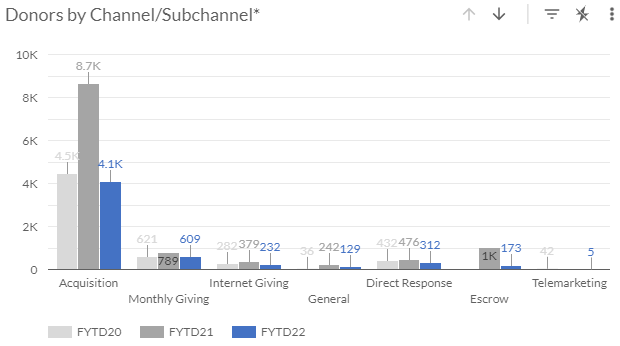 Donors by Channel/Subchannel*
10K
8K
6K
4K
2K
0
4.5K
8.7K
4.1K
621
789
609
282
379
232
36
242
129
432
476
312
1K
173
42
5
Acquisition
Monthly Giving
Internet Giving
General
Direct Response
Escrow
Telemarketing
FYTD20 FYTD21 FYTD22